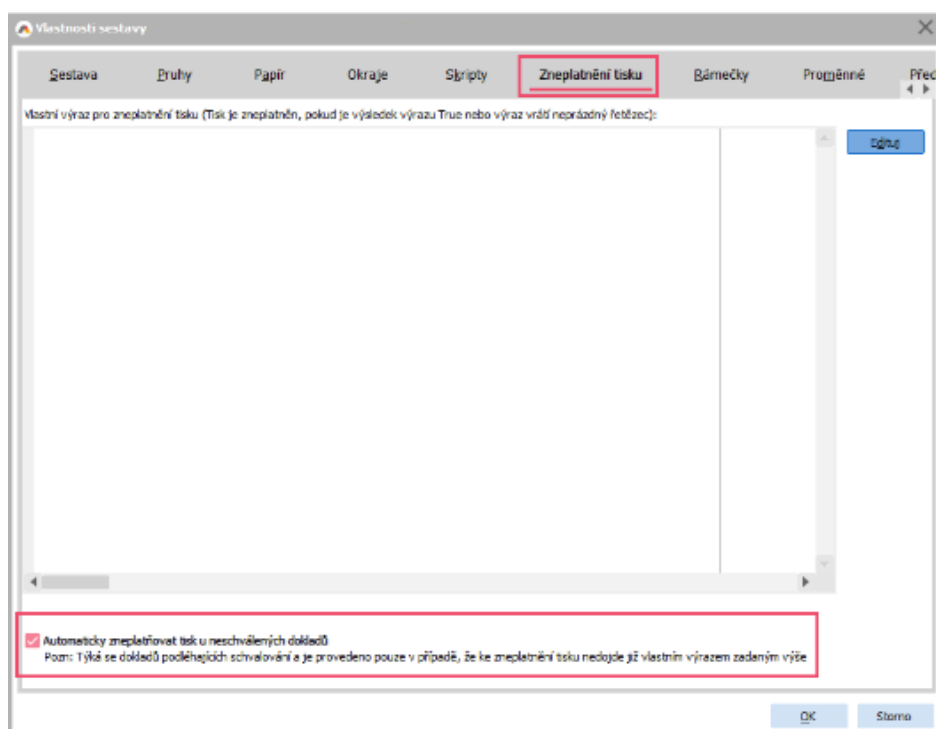 Vlastnosti sestavy
Sestava Pruhy Papír Okraje Skripty Zneplatnění tisku Rámečky Proměnné Před
Vlastní výraz pro zneplatnění tisku (Tisk je zneplatněn, pokud je výsledek výrazu True nebo výraz vrátí neprázdný řetězec):
Editng
Automaticky zneplatňovat tisk u neschválených dokladů
Pozn: Týká se dokladů podléhajících schvalování a je provedeno pouze v případě, že ke zneplatnění tisku nedojde již vlastním výrazem zadaným výše
OK Storno